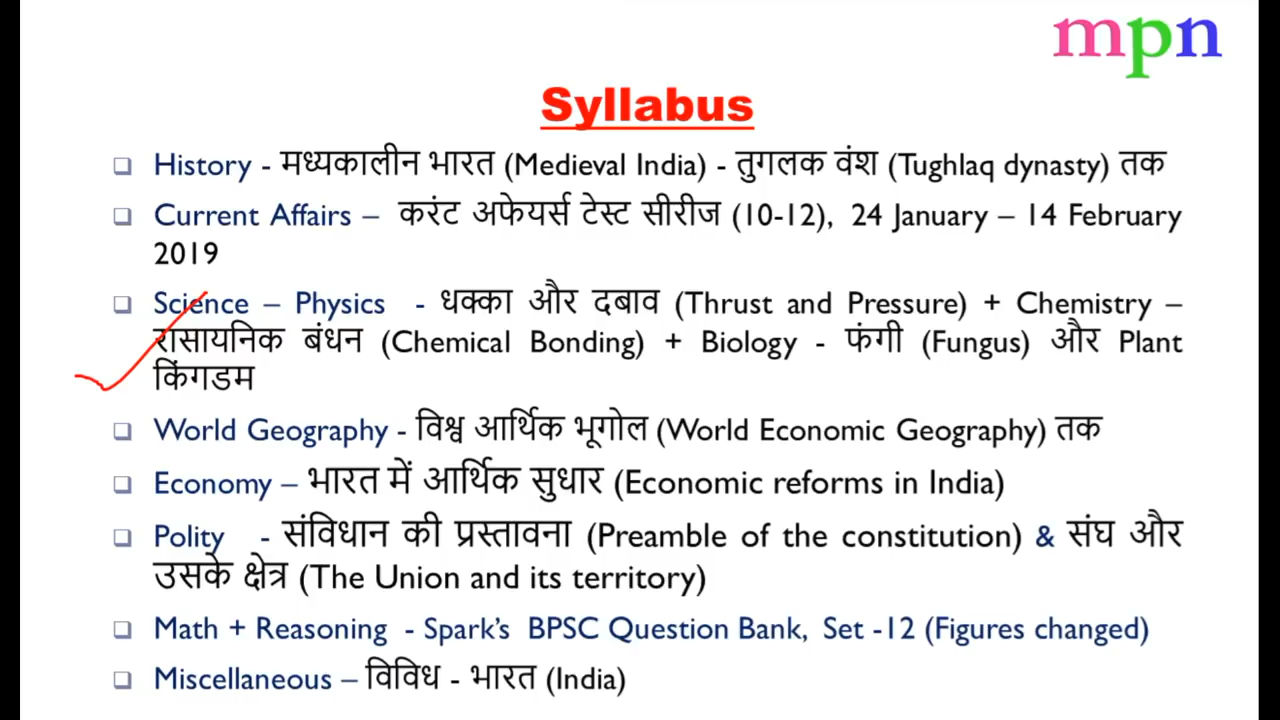 mpn
Syllabus
❑ History - मध्यकालीन भारत (Medieval India) - तुगलक वंश (Tughlaq dynasty) तक
❑ Current Affairs – करंट अफेयर्स टेस्ट सीरीज (10-12), 24 January – 14 February
2019
❑ Science – Physics - धक्का और दबाव (Thrust and Pressure) + Chemistry –
रासायनिक बंधन (Chemical Bonding) + Biology - फंगी (Fungus) और Plant
किंगडम
❑ World Geography - विश्व आर्थिक भूगोल (World Economic Geography) तक
❑ Economy – भारत में आर्थिक सुधार (Economic reforms in India)
❑ Polity - संविधान की प्रस्तावना (Preamble of the constitution) & संघ और
उसके क्षेत्र (The Union and its territory)
❑ Math + Reasoning - Spark's BPSC Question Bank, Set -12 (Figures changed)
❑ Miscellaneous – विविध - भारत (India)